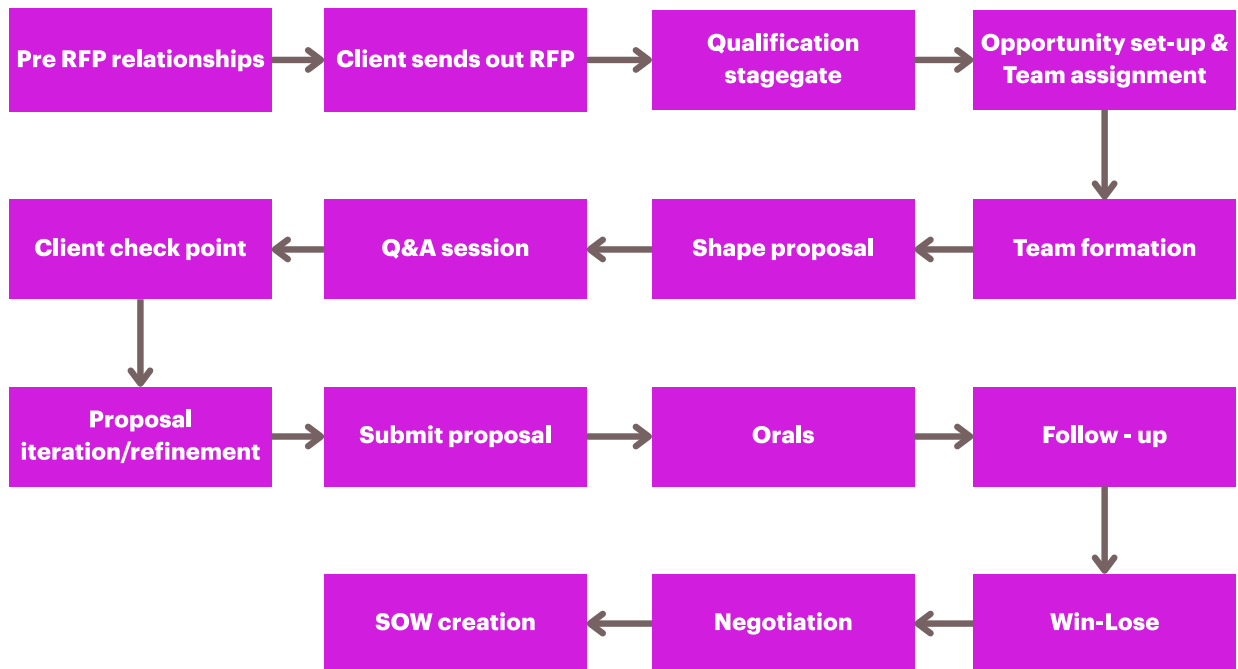 Pre RFP relationships
Client sends out RFP
Qualification
stagegate
Opportunity set-up &
Team assignment
Team formation
Shape proposal
Q&A session
Client check point
Proposal
iteration/refinement
Submit proposal
Orals
Follow - up
Win-Lose
Negotiation
SOW creation